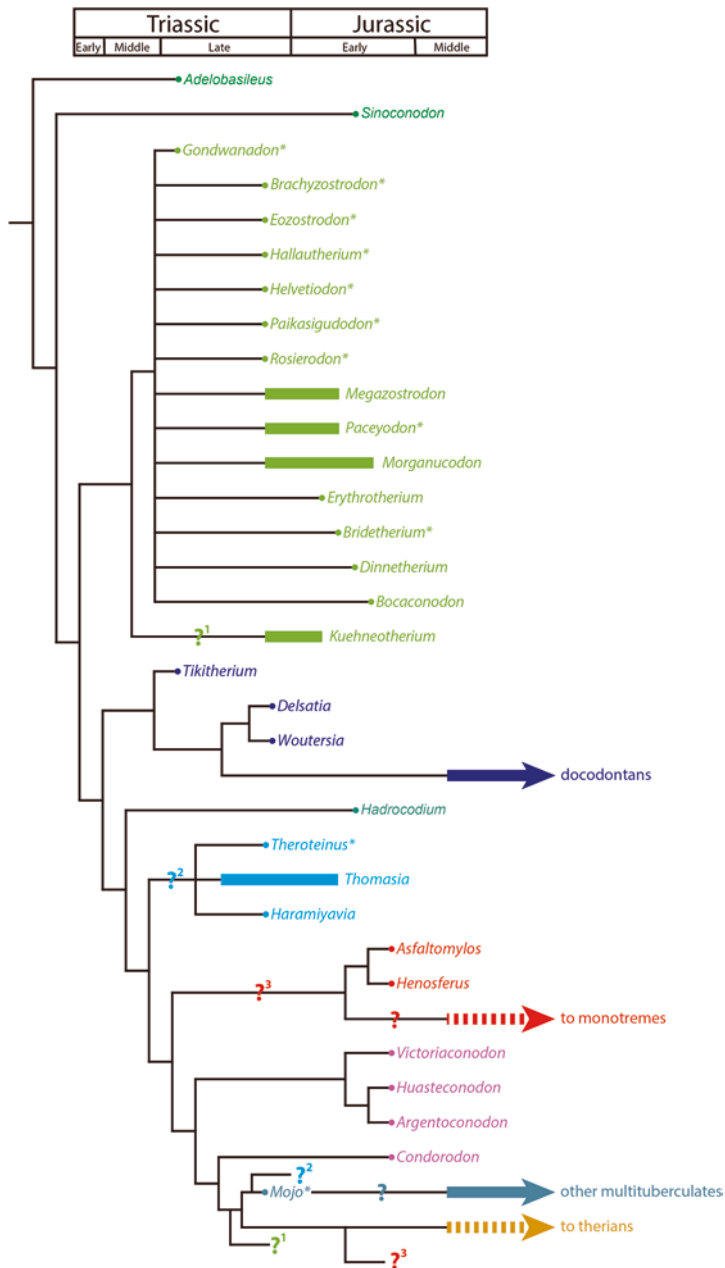 Triassic Jurassic
Early Middle Late Early Middle
Adelobasileus
Sinoconodon
Gondwanadon*
Brachyzostrodon*
Eozostrodon*
Hallautherium*
Helvetiodon*
Paikasigudodon*
Rosierodon*
Megazostrodon
Paceyodon*
Morganucodon
Erythrotherium
Bridetherium*
Dinnetherium
Bocaconodon
?1 Kuehneotherium
Tikitherium
Delsatia
Woutersia
docodontans
Hadrocodium
Theroteinus*
?2 Thomasia
Haramiyavia
Asfaltomylos
?3 Henosferus
? to monotremes
Victoriaconodon
Huasteconodon
Argentoconodon
Condorodon
?2
Mojo* ? other multituberculates
to therians
?1
?3